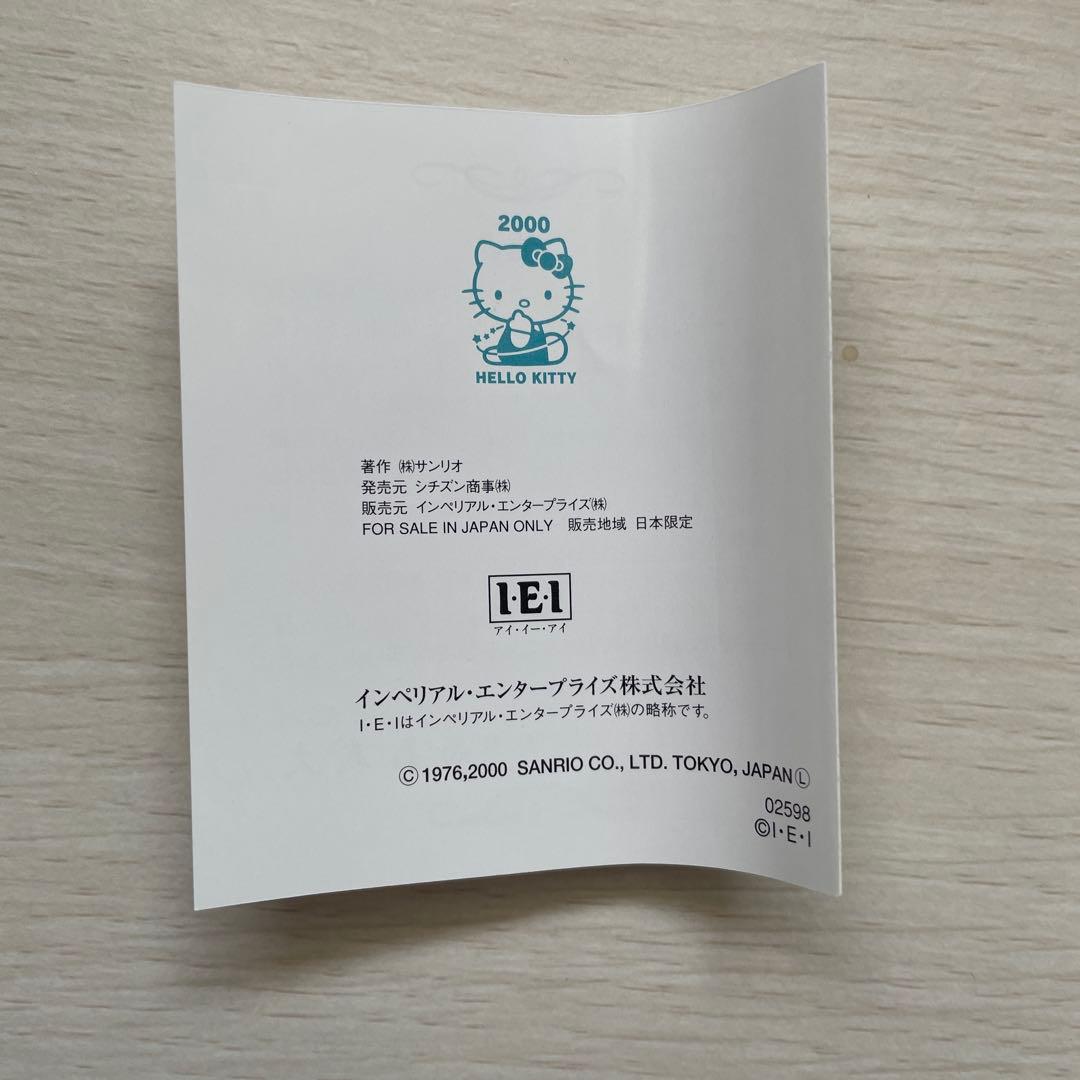 2000
HELLO KITTY
著作 ㈱サンリオ
発売元 シチズン商事㈱
販売元 インペリアル・エンタープライズ㈱
FOR SALE IN JAPAN ONLY 販売地域 日本限定
I・E・I
アイ・イー・アイ
インペリアル・エンタープライズ株式会社
I・E・Iはインペリアル・エンタープライズ㈱の略称です。
© 1976,2000 SANRIO CO., LTD. TOKYO, JAPAN Ⓛ
02598
©I・E・I